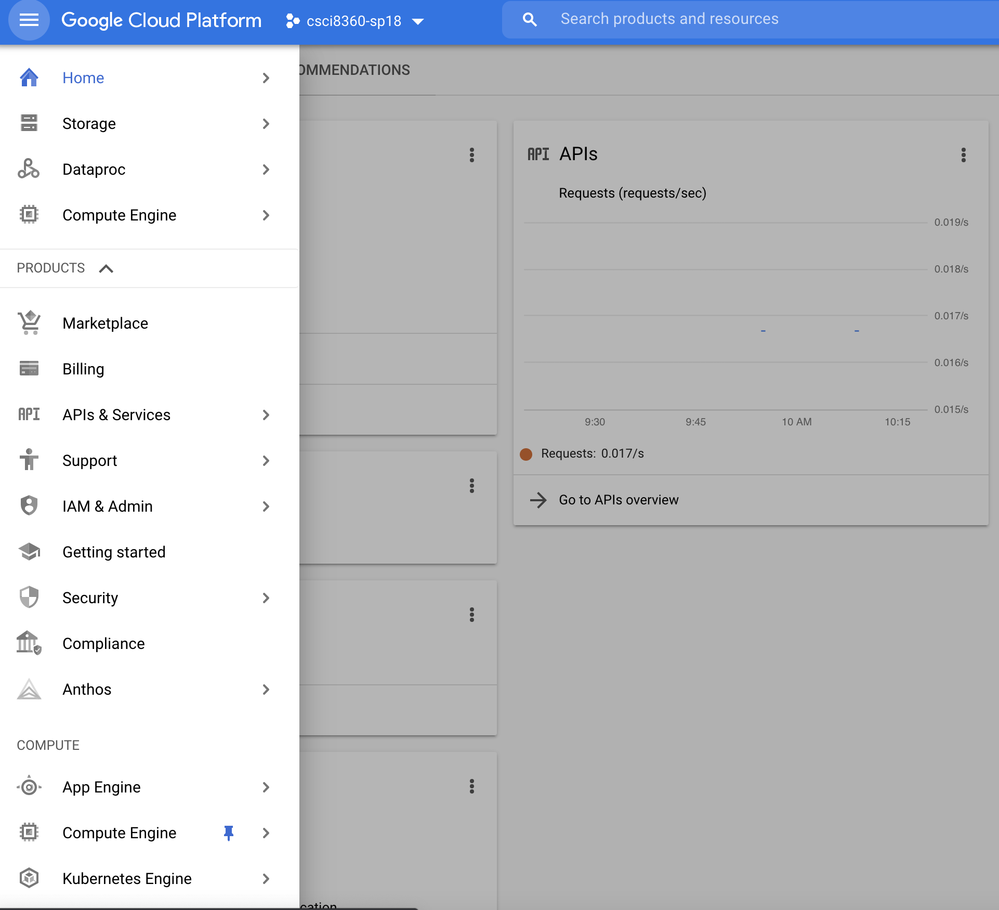 Google Cloud Platform
csci8360-sp18
Search products and resources
Home
Storage
Dataproc
Compute Engine
PRODUCTS
Marketplace
Billing
API APIs & Services
Support
IAM & Admin
Getting started
Security
Compliance
Anthos
COMPUTE
App Engine
Compute Engine
Kubernetes Engine
OMMENDATIONS
API APIs
Requests (requests/sec)
0.019/s
0.018/s
0.017/s
0.016/s
0.015/s
9:30 9:45 10 AM 10:15
Requests: 0.017/s
Go to APIs overview
cation